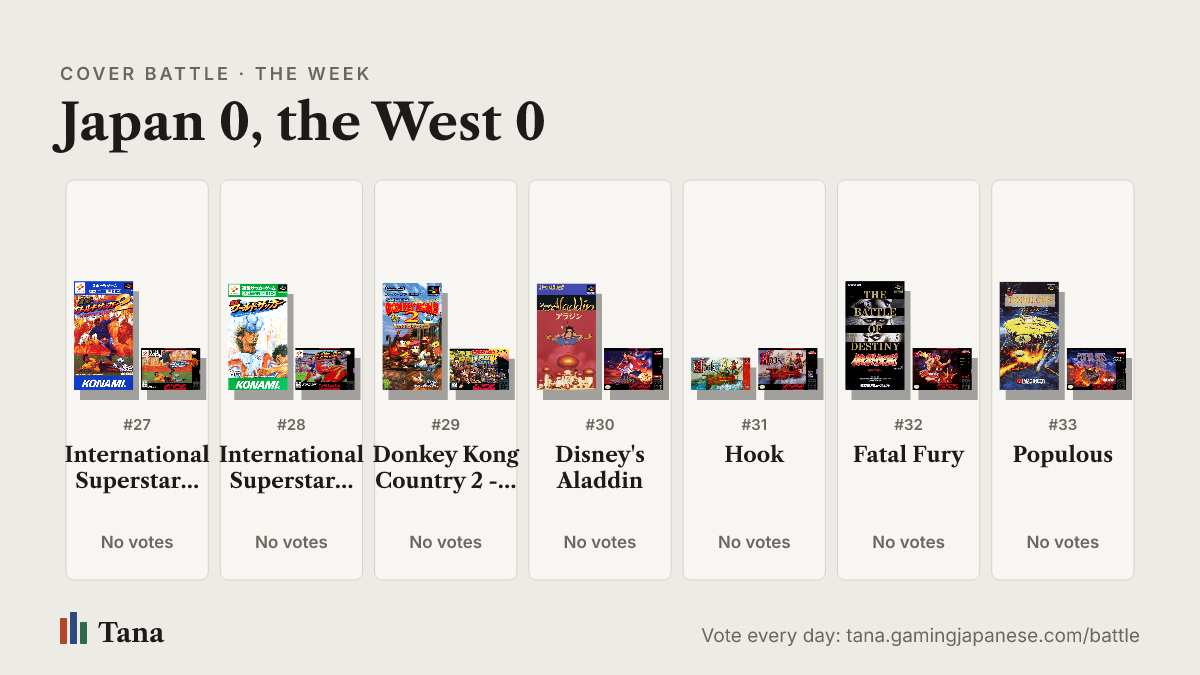 COVER BATTLE · THE WEEK
Japan 0, the West 0
KONAMI
KONAMI
Aladdin
アラジン
Hook
Hook
THE
BATTLE
OF
DESTINY
#27
International
Superstar...
No votes
#28
International
Superstar...
No votes
#29
Donkey Kong
Country 2 -...
No votes
#30
Disney's
Aladdin
No votes
#31
Hook
No votes
#32
Fatal Fury
No votes
#33
Populous
No votes
Tana
Vote every day: tana.gamingjapanese.com/battle